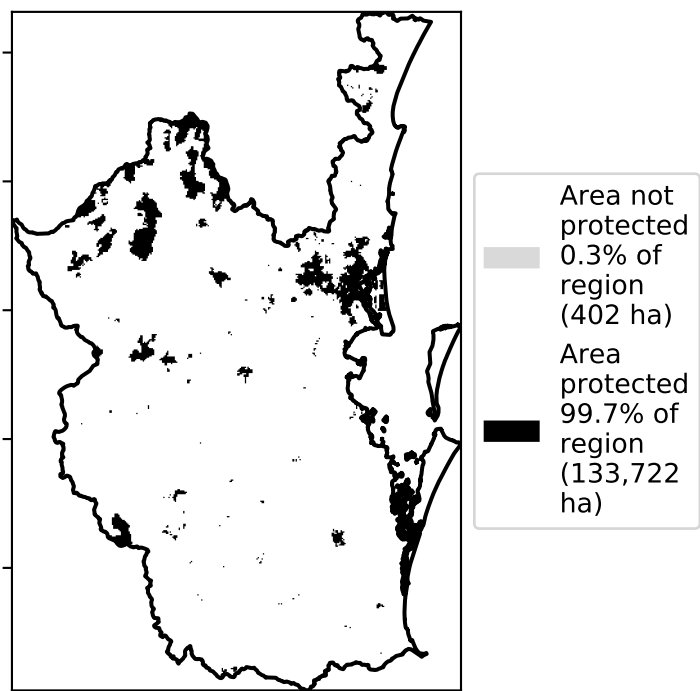 Area not
protected
0.3% of
region
(402 ha)
Area
protected
99.7% of
region
(133,722
ha)